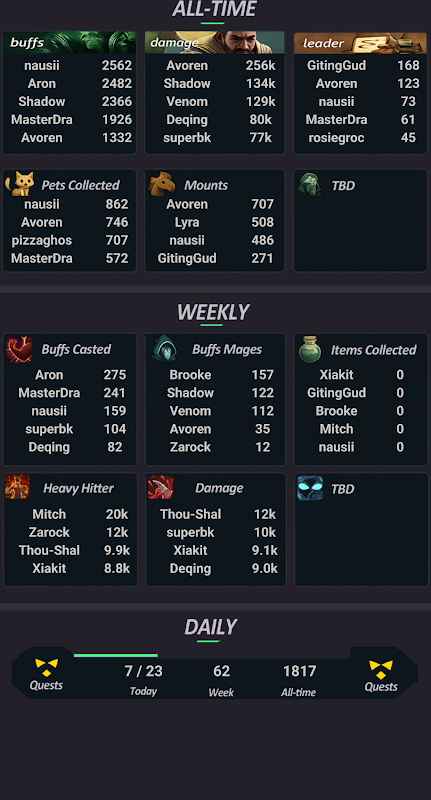 ALL-TIME
buffs damage leader
nausii 2562 Avoren 256k GitingGud 168
Aron 2482 Shadow 134k Avoren 123
Shadow 2366 Venom 129k nausii 73
MasterDra 1926 Deqing 80k MasterDra 61
Avoren 1332 superbk 77k rosiegroc 45
Pets Collected Mounts TBD
nausii 862 Avoren 707
Avoren 746 Lyra 508
pizzaghos 707 nausii 486
MasterDra 572 GitingGud 271
WEEKLY
Buffs Casted Buffs Mages Items Collected
Aron 275 Brooke 157 Xiakit 0
MasterDra 241 Shadow 122 GitingGud 0
nausii 159 Venom 112 Brooke 0
superbk 104 Avoren 35 Mitch 0
Deqing 82 Zarock 12 nausii 0
Heavy Hitter Damage TBD
Mitch 20k Thou-Shal 12k
Zarock 12k superbk 10k
Thou-Shal 9.9k Xiakit 9.1k
Xiakit 8.8k Deqing 9.0k
DAILY
7 / 23 62 1817
Quests Today Week All-time Quests